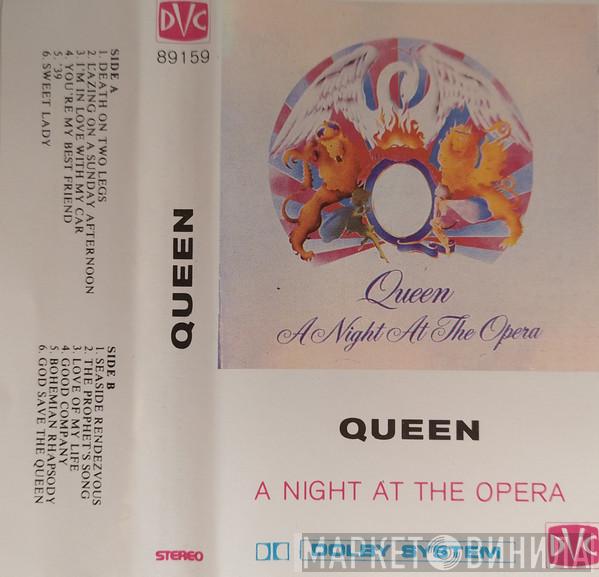 SIDE A
1. DEATH ON TWO LEGS
2. LAZING ON A SUNDAY AFTERNOON
3. I'M IN LOVE WITH MY CAR
4. YOU'RE MY BEST FRIEND
5. '39
6. SWEET LADY
SIDE B
1. SEASIDE RENDEZVOUS
2. THE PROPHET'S SONG
3. LOVE OF MY LIFE
4. GOOD COMPANY
5. BOHEMIAN RHAPSODY
6. GOD SAVE THE QUEEN
DVC
89159
QUEEN
STEREO
Queen
A Night At The Opera
QUEEN
A NIGHT AT THE OPERA
DOLBY SYSTEM
DVC
МАРКЕТ ВИНИЛА